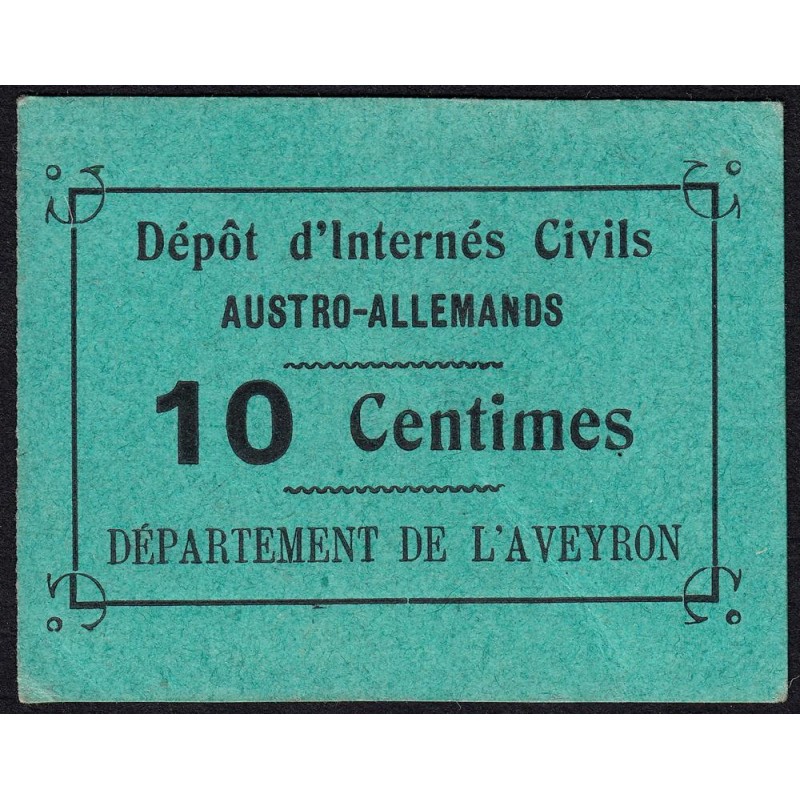 Dépôt d'Internés Civils
AUSTRO-ALLEMANDS
10 Centimes
DÉPARTEMENT DE L'AVEYRON